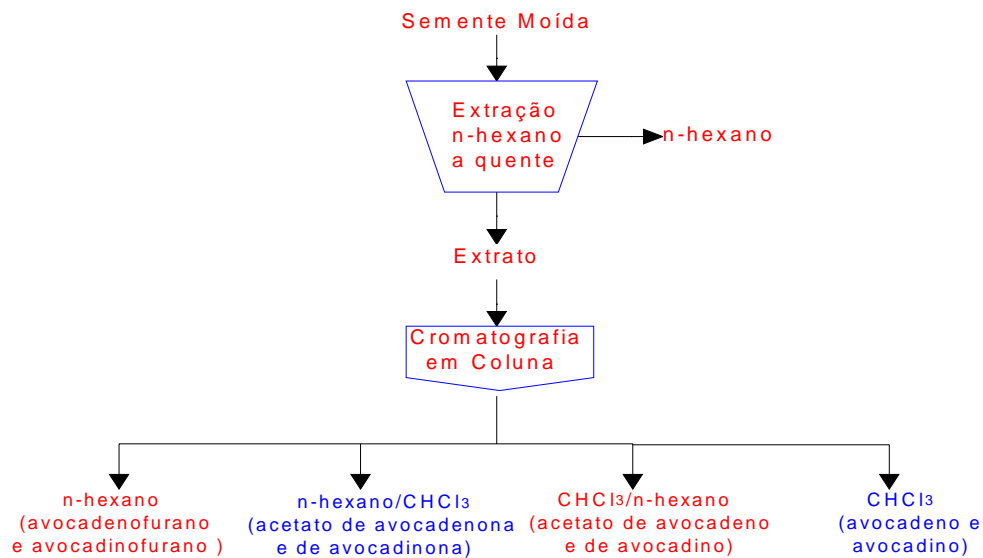 Semente Moída
Extração
n-hexano
a quente
n-hexano
Extrato
Cromatografia
em Coluna
n-hexano
(avocadenofurano
e avocadinofurano )
n-hexano/CHCl3
(acetato de avocadenona
e de avocadinona)
CHCl3/n-hexano
(acetato de avocadeno
e de avocadino)
CHCl3
(avocadeno e
avocadino)